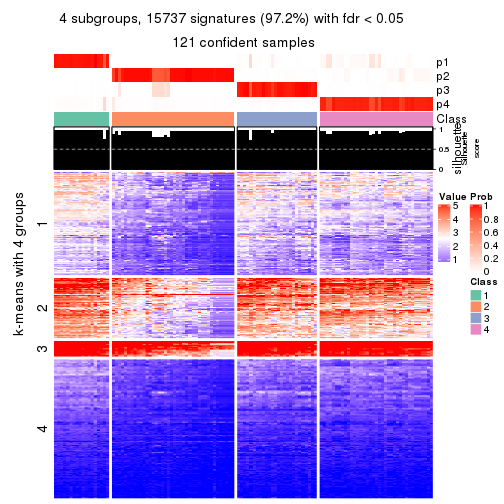 4 subgroups, 15737 signatures (97.2%) with fdr < 0.05
121 confident samples
p1
p2
p3
p4
Class
1
0.5
0
silhouette
Silhouette
score
k-means with 4 groups
1
2
3
4
Value
5
4
3
2
1
Prob
1
0.8
0.6
0.4
0.2
0
Class
1
2
3
4